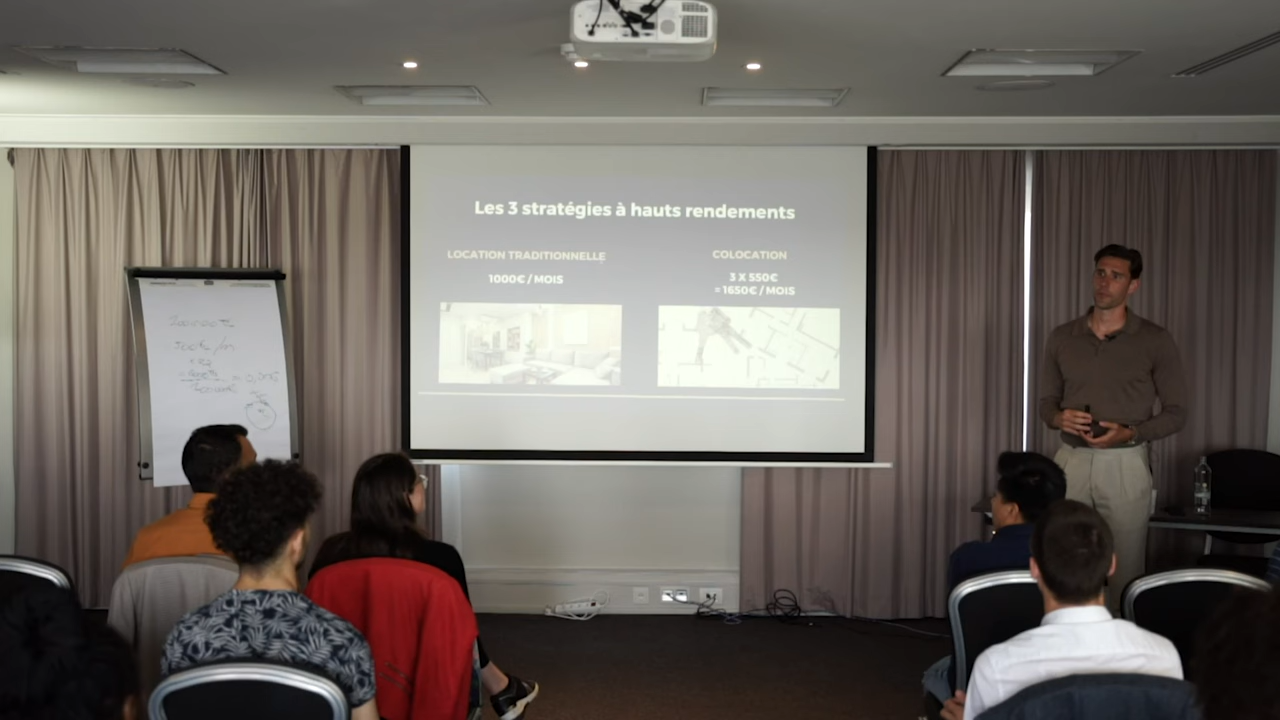 Les 3 stratégies à hauts rendements
LOCATION TRADITIONNELLE
1000€ / MOIS
COLOCATION
3 X 550€
= 1650€ / MOIS